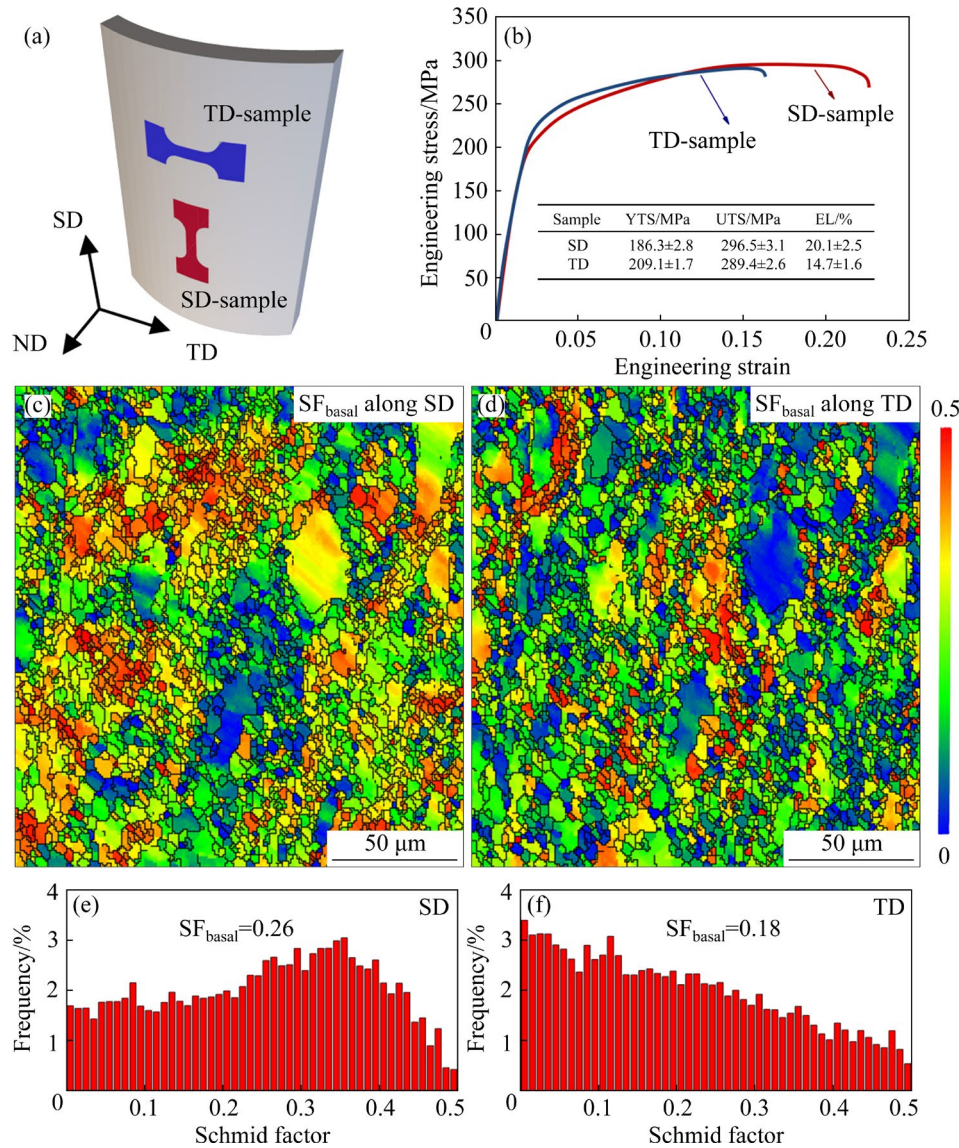 (a)
TD-sample
SD
SD-sample
ND
TD
(b)
350
300
250
200
150
100
50
0
0.05
0.10
0.15
0.20
0.25
Engineering stress/MPa
Engineering strain
TD-sample
SD-sample
Sample YTS/MPa UTS/MPa EL/%
SD 186.3±2.8 296.5±3.1 20.1±2.5
TD 209.1±1.7 289.4±2.6 14.7±1.6
(c)
SFbasal along SD
50 μm
(d)
SFbasal along TD
50 μm
0.5
0
(e)
SFbasal=0.26
SD
4
3
2
1
0
0.1
0.2
0.3
0.4
0.5
Frequency/%
Schmid factor
(f)
SFbasal=0.18
TD
4
3
2
1
0
0.1
0.2
0.3
0.4
0.5
Frequency/%
Schmid factor